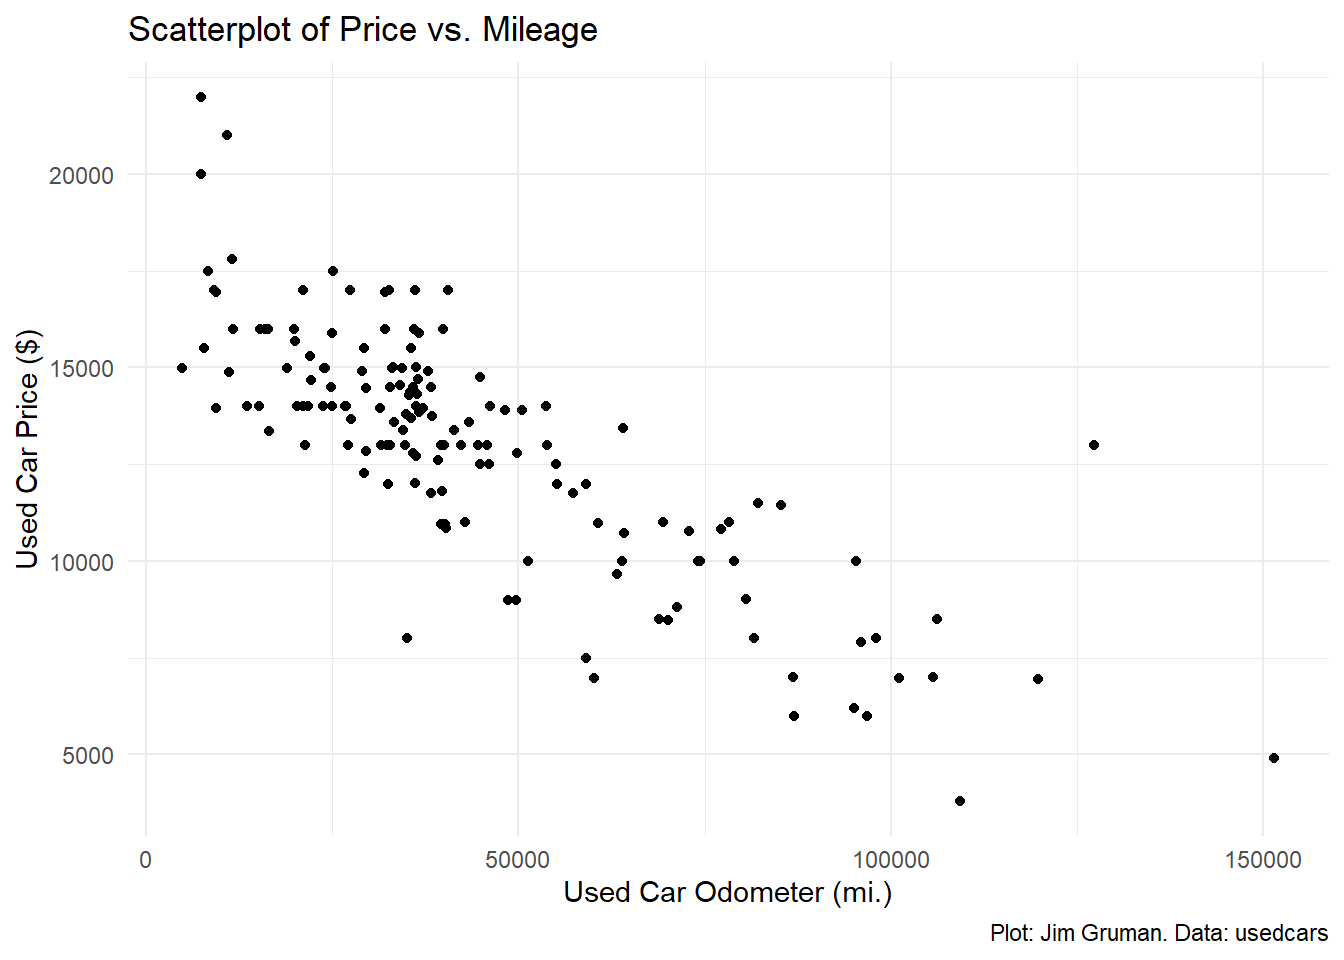 Scatterplot of Price vs. Mileage
Used Car Price ($)
20000
15000
10000
5000
0 50000 100000 150000
Used Car Odometer (mi.)
Plot: Jim Gruman. Data: usedcars